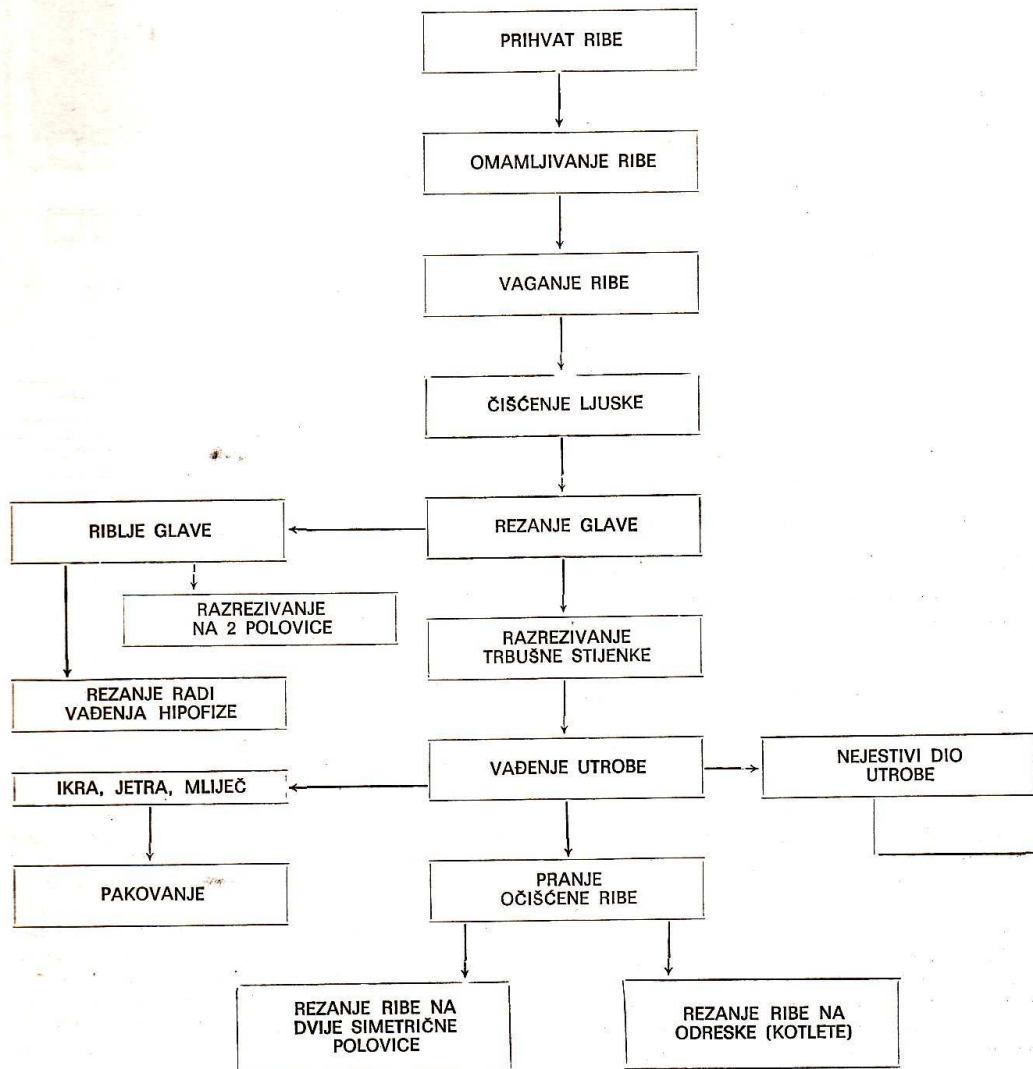 PRIHVAT RIBE
OMAMLJIVANJE RIBE
VAGANJE RIBE
ČIŠĆENJE LJUSKE
RIBLJE GLAVE
REZANJE GLAVE
RAZREZIVANJE
NA 2 POLOVICE
RAZREZIVANJE
TRBUŠNE STIJENKE
REZANJE RADI
VAĐENJA HIPOFIZE
IKRA, JETRA, MLIJEČ
VAĐENJE UTROBE
NEJESTIVI DIO
UTROBE
PAKOVANJE
PRANJE
OČIŠĆENE RIBE
REZANJE RIBE NA
DVIJE SIMETRIČNE
POLOVICE
REZANJE RIBE NA
ODRESKE (KOTLETE)